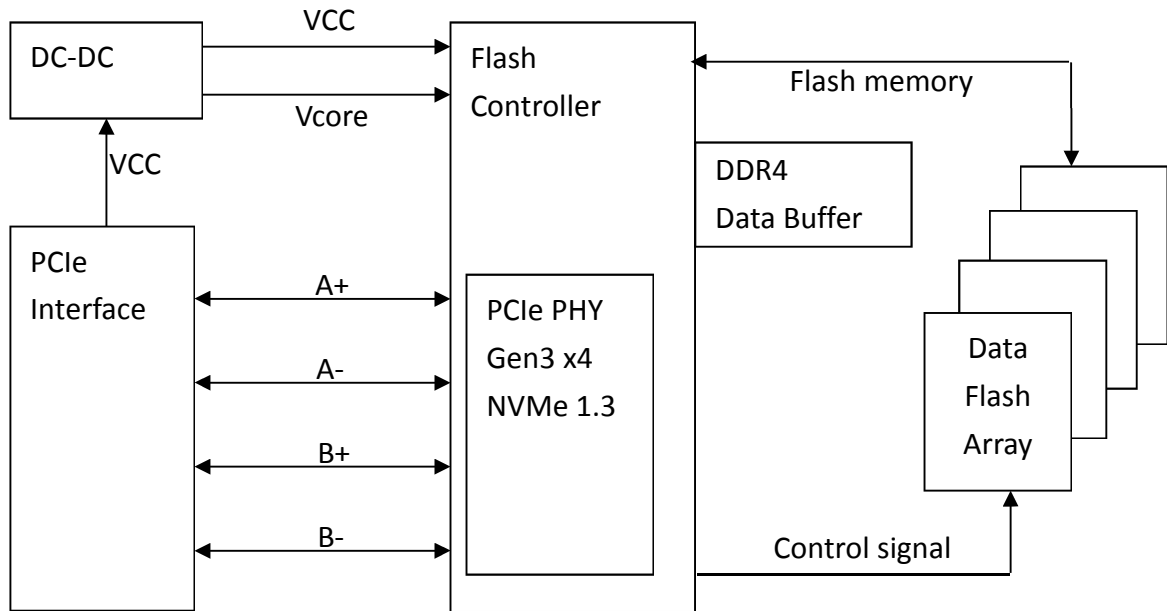 DC-DC
VCC
Vcore
VCC
PCIe
Interface
A+
A-
B+
B-
Flash
Controller
PCIe PHY
Gen3 x4
NVMe 1.3
DDR4
Data Buffer
Flash memory
Data
Flash
Array
Control signal